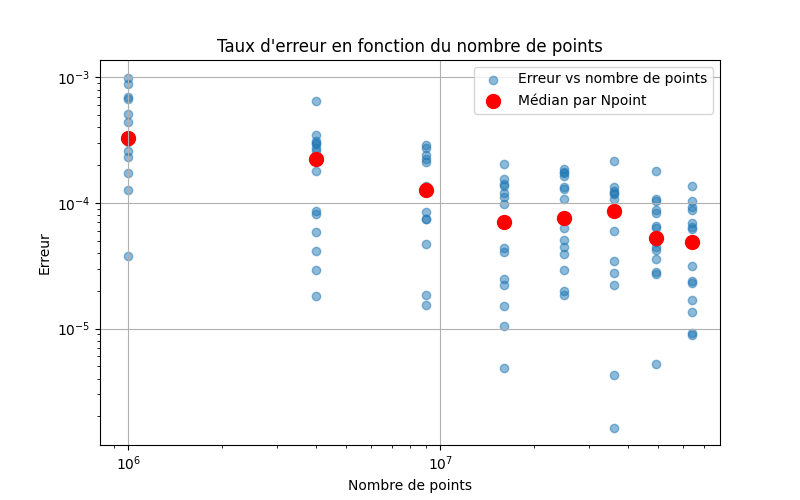 Taux d'erreur en fonction du nombre de points
Erreur vs nombre de points
Médian par Npoint
10⁻³
10⁻⁴
10⁻⁵
Erreur
10⁶ 10⁷
Nombre de points